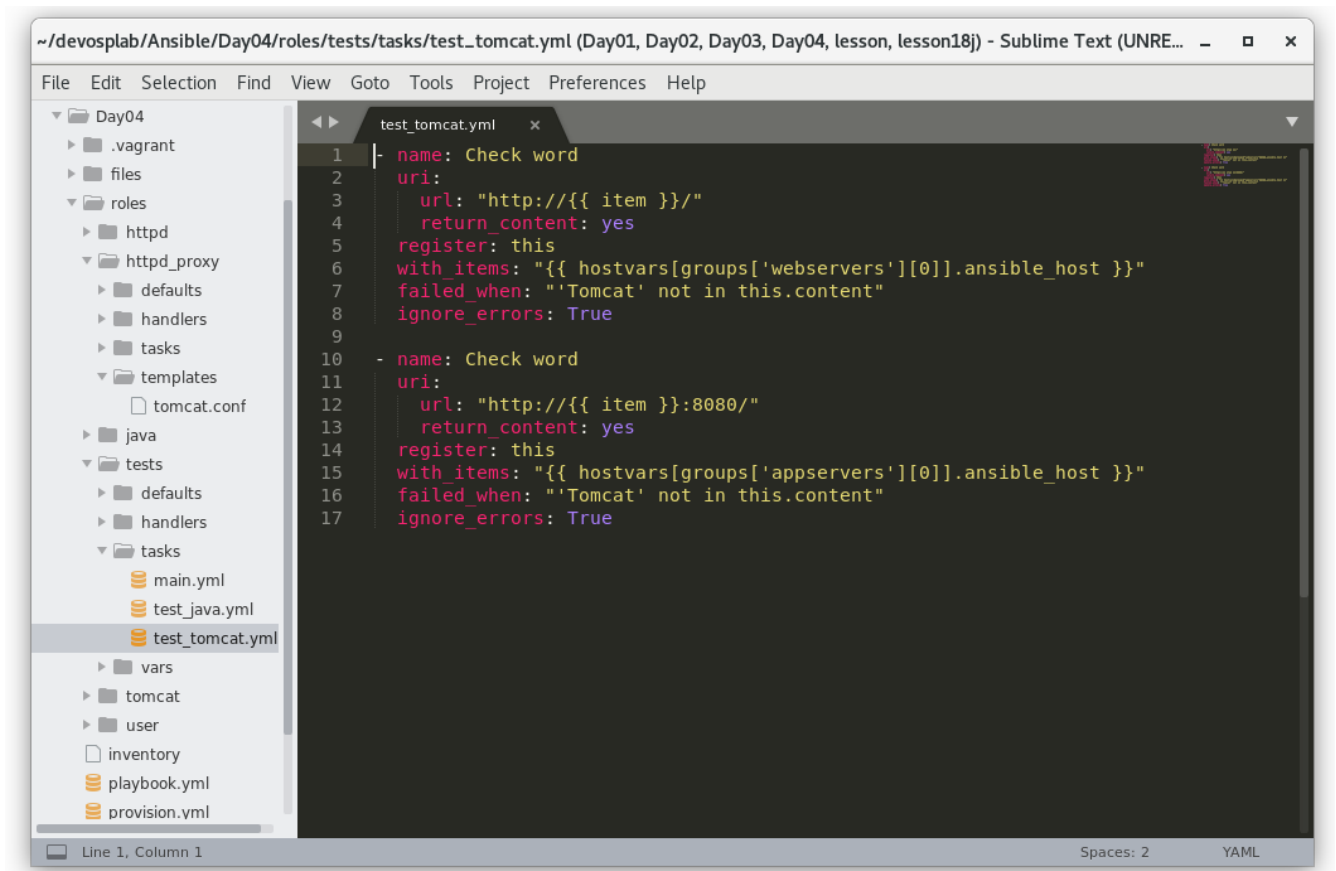 ~/devosplab/Ansible/Day04/roles/tests/tasks/test_tomcat.yml (Day01, Day02, Day03, Day04, lesson, lesson18j) - Sublime Text (UNRE...
File Edit Selection Find View Goto Tools Project Preferences Help
Day04
.vagrant
files
roles
httpd
httpd_proxy
defaults
handlers
tasks
templates
tomcat.conf
java
tests
defaults
handlers
tasks
main.yml
test_java.yml
test_tomcat.yml
vars
tomcat
user
inventory
playbook.yml
provision.yml
test_tomcat.yml
1 - name: Check word
2 uri:
3 url: "http://{{ item }}/"
4 return_content: yes
5 register: this
6 with_items: "{{ hostvars[groups['webservers'][0]].ansible_host }}"
7 failed_when: "'Tomcat' not in this.content"
8 ignore_errors: True
9
10 - name: Check word
11 uri:
12 url: "http://{{ item }}:8080/"
13 return_content: yes
14 register: this
15 with_items: "{{ hostvars[groups['appservers'][0]].ansible_host }}"
16 failed_when: "'Tomcat' not in this.content"
17 ignore_errors: True
Line 1, Column 1 Spaces: 2 YAML